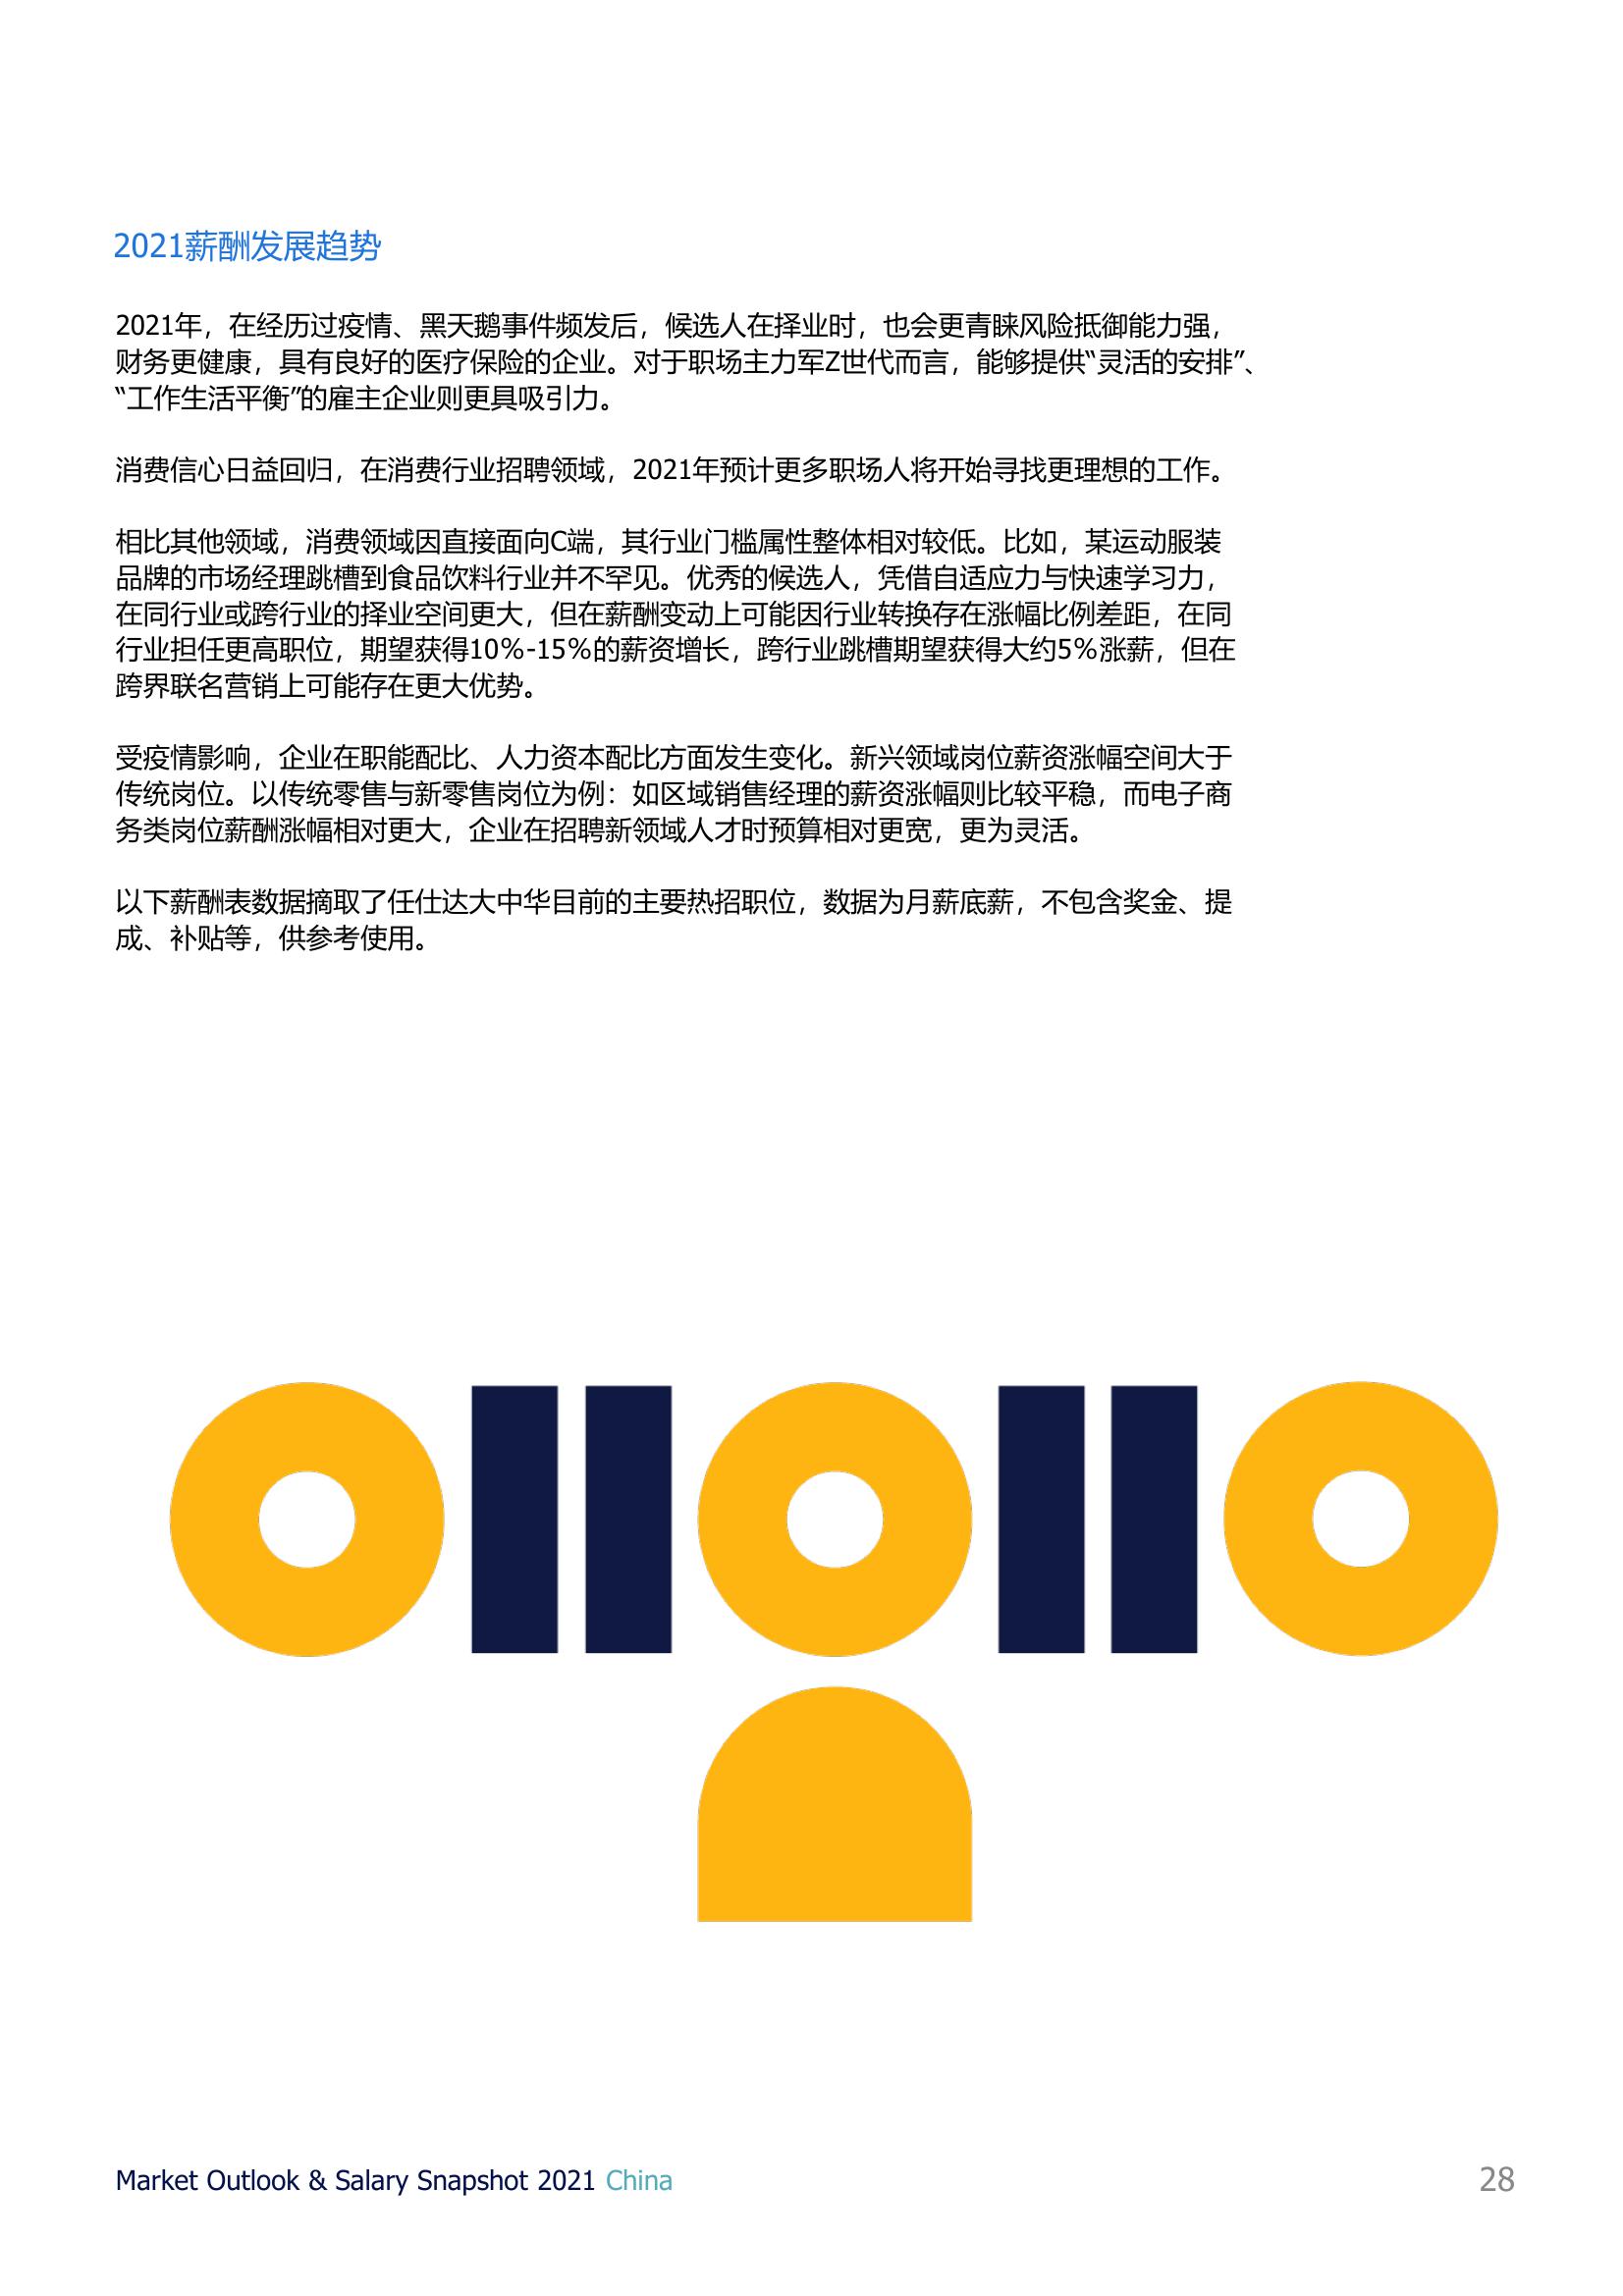 2021薪酬发展趋势
2021年，在经历过疫情、黑天鹅事件频发后，候选人在择业时，也会更青睐风险抵御能力强，
财务更健康，具有良好的医疗保险的企业。对于职场主力军Z世代而言，能够提供“灵活的安排”、
“工作生活平衡”的雇主企业则更具吸引力。
消费信心日益回归，在消费行业招聘领域，2021年预计更多职场人将开始寻找更理想的工作。
相比其他领域，消费领域因直接面向C端，其行业门槛属性整体相对较低。比如，某运动服装
品牌的市场经理跳槽到食品饮料行业并不罕见。优秀的候选人，凭借自适应力与快速学习力，
在同行业或跨行业的择业空间更大，但在薪酬变动上可能因行业转换存在涨幅比例差距，在同
行业担任更高职位，期望获得10%-15%的薪资增长，跨行业跳槽期望获得大约5%涨薪，但在
跨界联名营销上可能存在更大优势。
受疫情影响，企业在职能配比、人力资本配比方面发生变化。新兴领域岗位薪资涨幅空间大于
传统岗位。以传统零售与新零售岗位为例：如区域销售经理的薪资涨幅则比较平稳，而电子商
务类岗位薪酬涨幅相对更大，企业在招聘新领域人才时预算相对更宽，更为灵活。
以下薪酬表数据摘取了任仕达大中华目前的主要热招职位，数据为月薪底薪，不包含奖金、提
成、补贴等，供参考使用。
Market Outlook & Salary Snapshot 2021 China
28